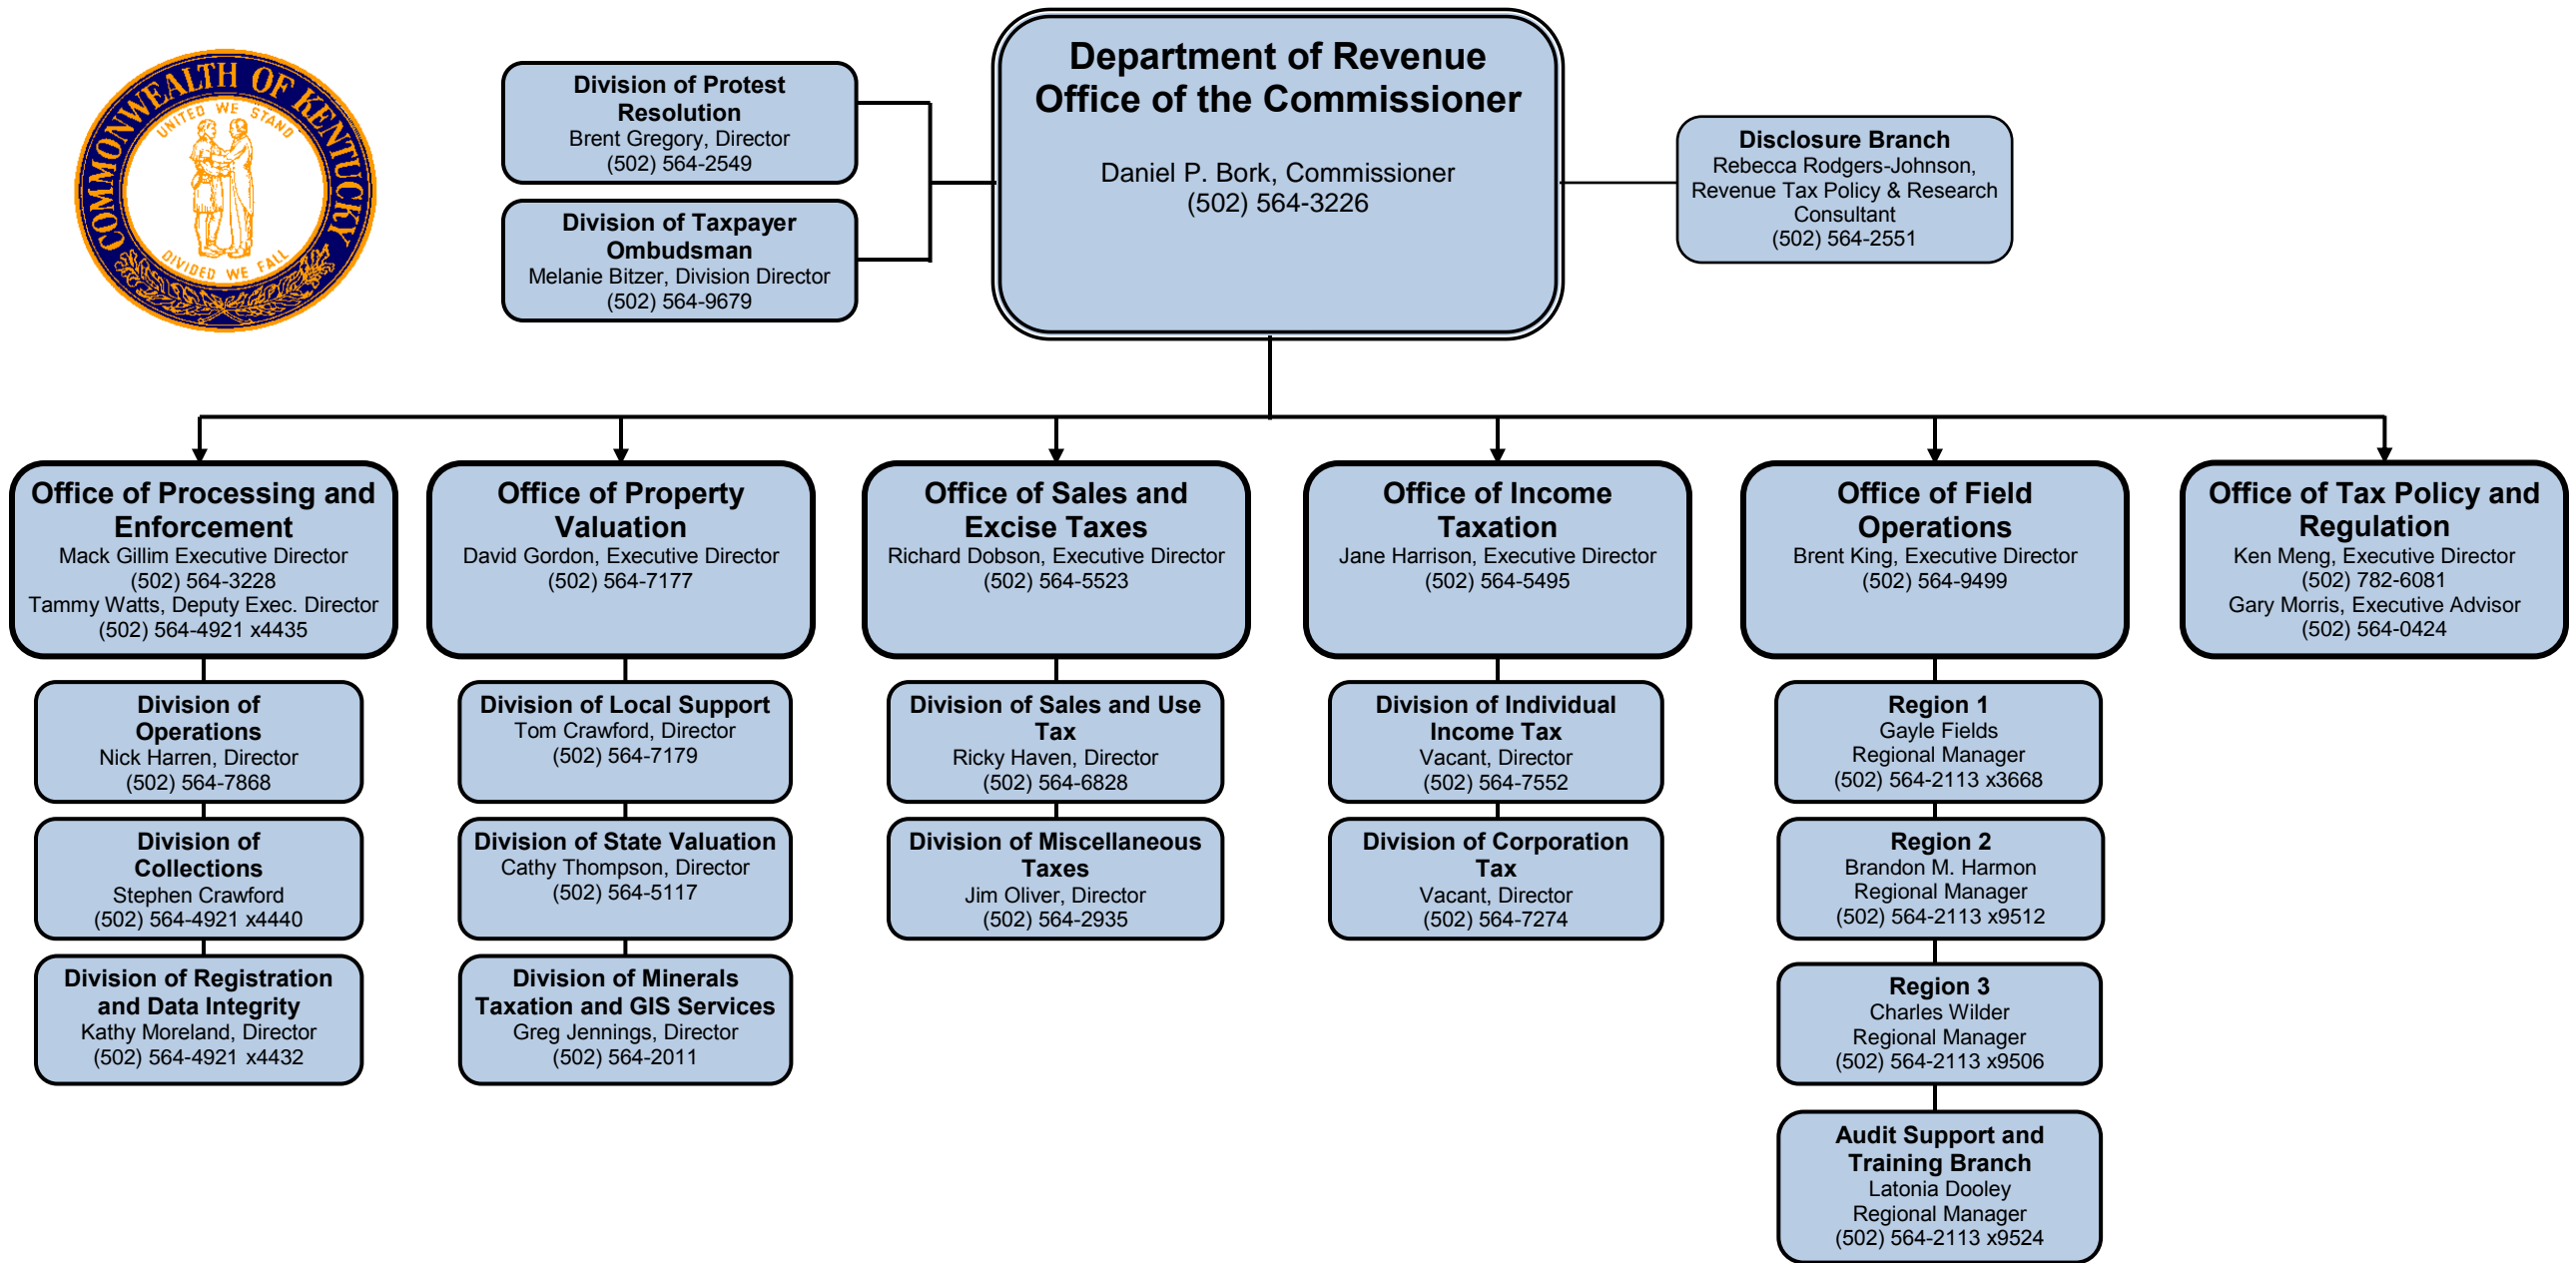 COMMONWEALTH OF KENTUCKY
UNITED WE STAND
DIVIDED WE FALL
Division of Protest
Resolution
Brent Gregory, Director
(502) 564-2549
Division of Taxpayer
Ombudsman
Melanie Bitzer, Division Director
(502) 564-9679
Department of Revenue
Office of the Commissioner
Daniel P. Bork, Commissioner
(502) 564-3226
Disclosure Branch
Rebecca Rodgers-Johnson,
Revenue Tax Policy & Research
Consultant
(502) 564-2551
Office of Processing and
Enforcement
Mack Gillim Executive Director
(502) 564-3228
Tammy Watts, Deputy Exec. Director
(502) 564-4921 x4435
Division of
Operations
Nick Harren, Director
(502) 564-7868
Division of
Collections
Stephen Crawford
(502) 564-4921 x4440
Division of Registration
and Data Integrity
Kathy Moreland, Director
(502) 564-4921 x4432
Office of Property
Valuation
David Gordon, Executive Director
(502) 564-7177
Division of Local Support
Tom Crawford, Director
(502) 564-7179
Division of State Valuation
Cathy Thompson, Director
(502) 564-5117
Division of Minerals
Taxation and GIS Services
Greg Jennings, Director
(502) 564-2011
Office of Sales and
Excise Taxes
Richard Dobson, Executive Director
(502) 564-5523
Division of Sales and Use
Tax
Ricky Haven, Director
(502) 564-6828
Division of Miscellaneous
Taxes
Jim Oliver, Director
(502) 564-2935
Office of Income
Taxation
Jane Harrison, Executive Director
(502) 564-5495
Division of Individual
Income Tax
Vacant, Director
(502) 564-7552
Division of Corporation
Tax
Vacant, Director
(502) 564-7274
Office of Field
Operations
Brent King, Executive Director
(502) 564-9499
Region 1
Gayle Fields
Regional Manager
(502) 564-2113 x3668
Region 2
Brandon M. Harmon
Regional Manager
(502) 564-2113 x9512
Region 3
Charles Wilder
Regional Manager
(502) 564-2113 x9506
Audit Support and
Training Branch
Latonia Dooley
Regional Manager
(502) 564-2113 x9524
Office of Tax Policy and
Regulation
Ken Meng, Executive Director
(502) 782-6081
Gary Morris, Executive Advisor
(502) 564-0424